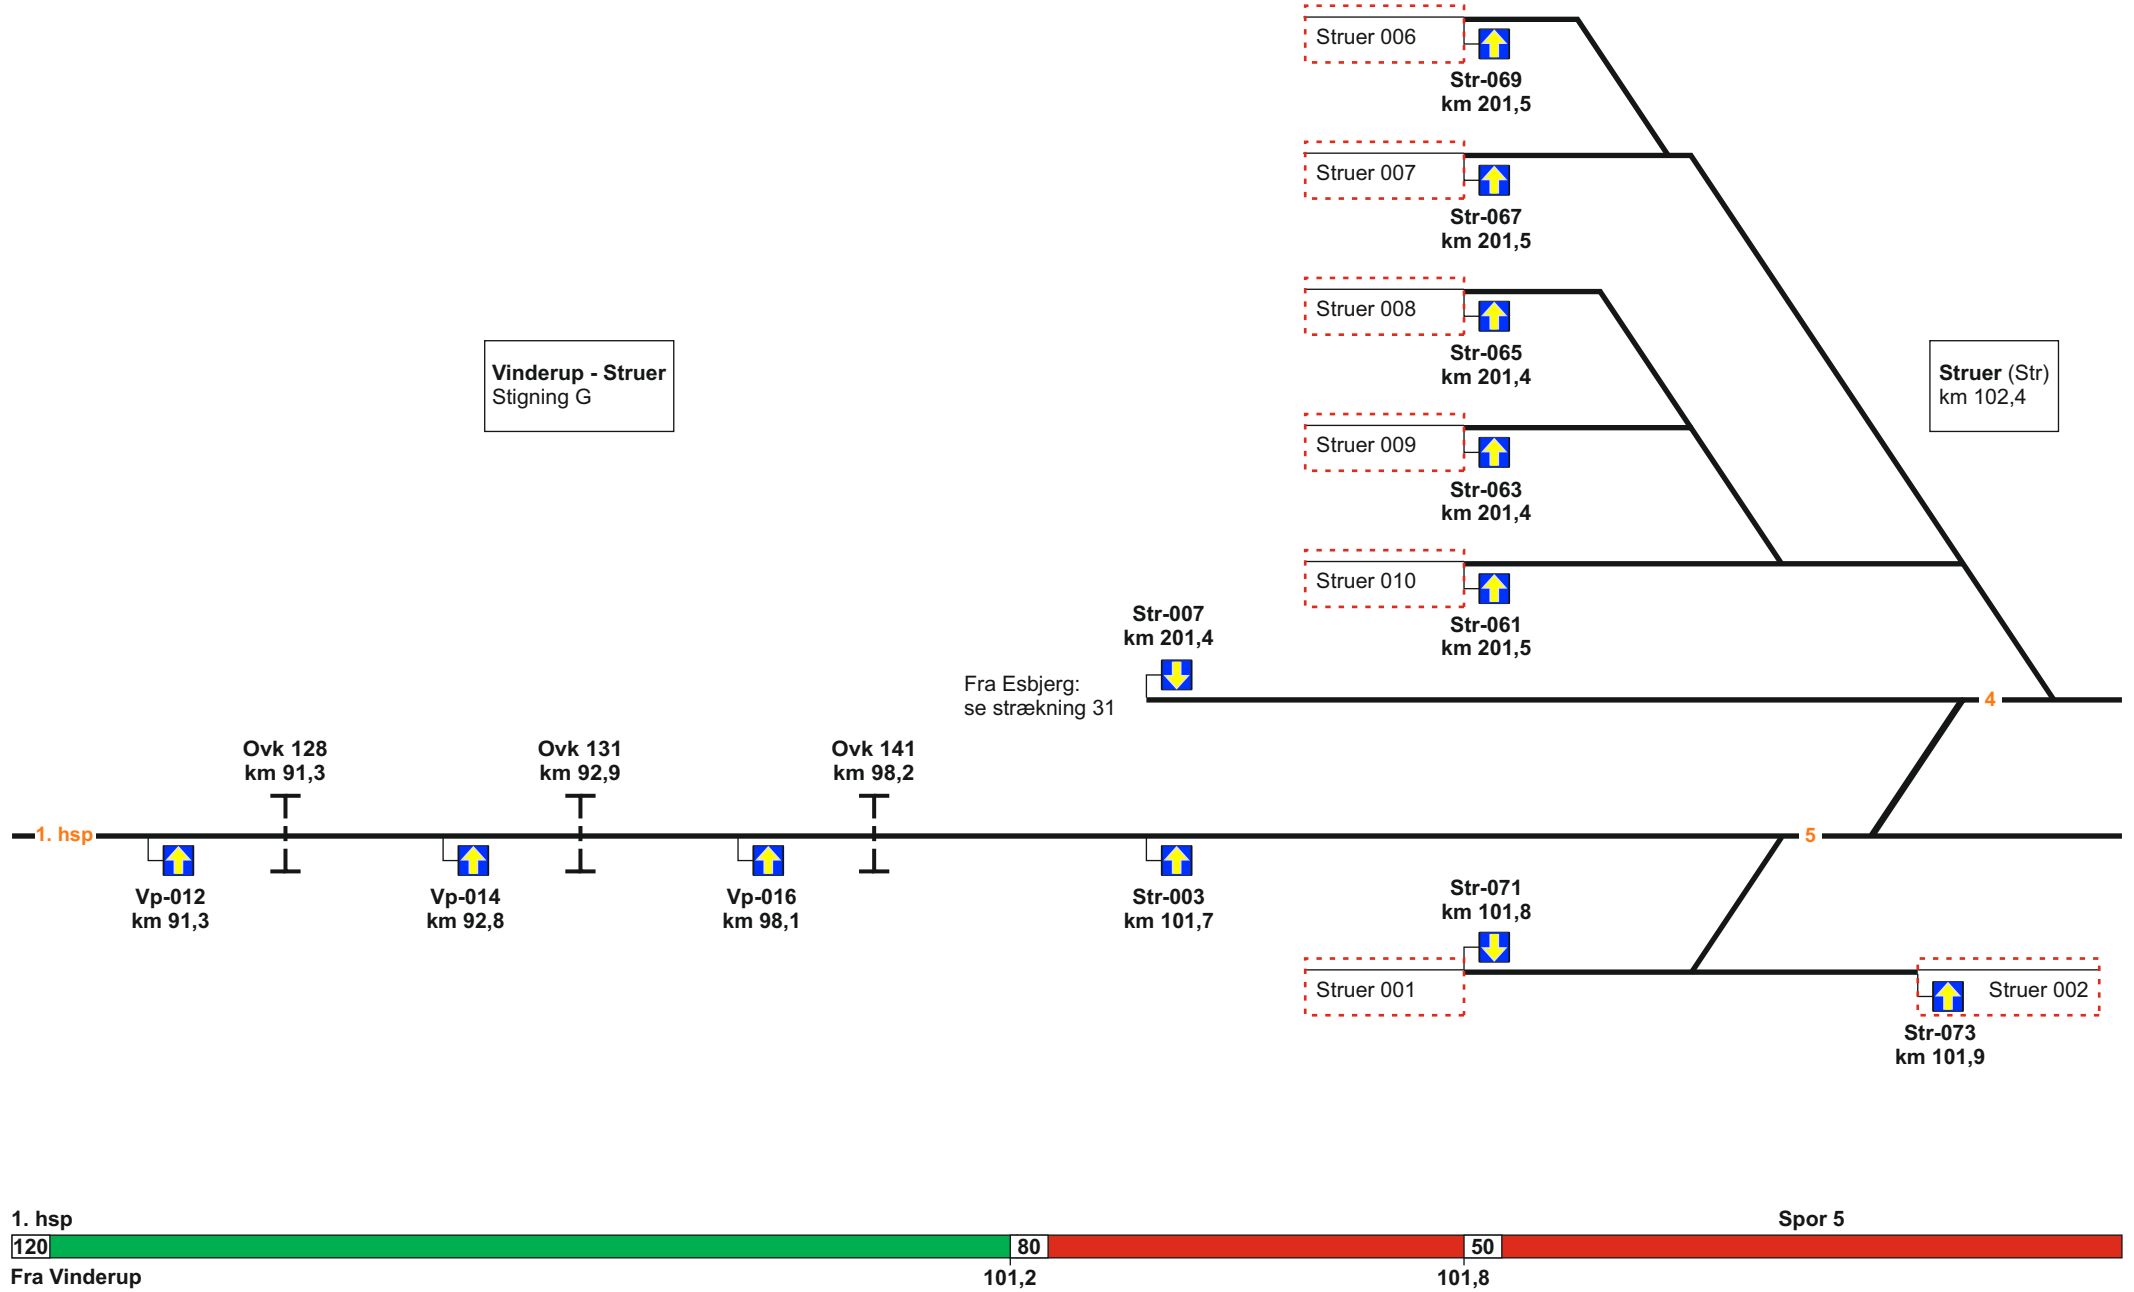 Struer 006
Str-069
km 201,5
Struer 007
Str-067
km 201,5
Struer 008
Str-065
km 201,4
Vinderup - Struer
Stigning G
Struer (Str)
km 102,4
Struer 009
Str-063
km 201,4
Struer 010
Str-061
km 201,5
Str-007
km 201,4
Fra Esbjerg:
se strækning 31
4
Ovk 128
km 91,3
Ovk 131
km 92,9
Ovk 141
km 98,2
1. hsp
5
Vp-012
km 91,3
Vp-014
km 92,8
Vp-016
km 98,1
Str-003
km 101,7
Str-071
km 101,8
Struer 001
Struer 002
Str-073
km 101,9
1. hsp
Spor 5
120
80
50
Fra Vinderup
101,2
101,8